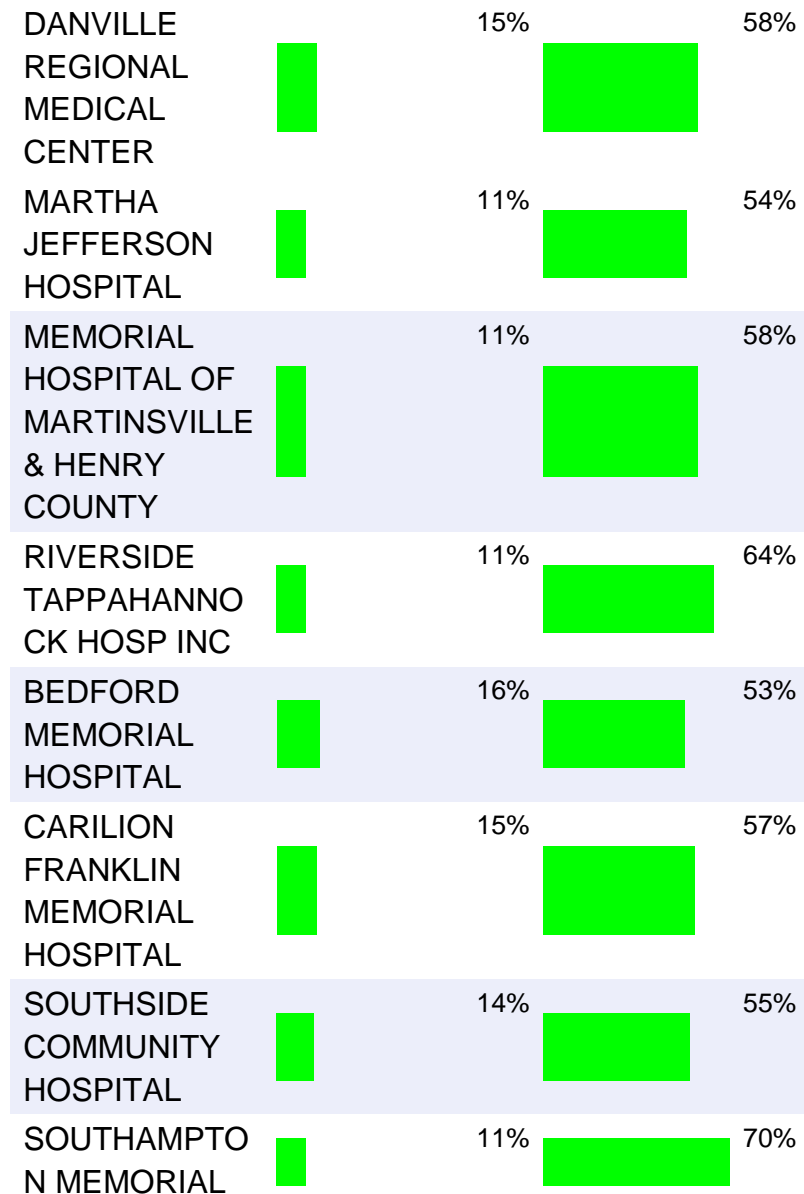 DANVILLE 15% 58%
REGIONAL
MEDICAL
CENTER
MARTHA 11% 54%
JEFFERSON
HOSPITAL
MEMORIAL 11% 58%
HOSPITAL OF
MARTINSVILLE
& HENRY
COUNTY
RIVERSIDE 11% 64%
TAPPAHANNO
CK HOSP INC
BEDFORD 16% 53%
MEMORIAL
HOSPITAL
CARILION 15% 57%
FRANKLIN
MEMORIAL
HOSPITAL
SOUTHSIDE 14% 55%
COMMUNITY
HOSPITAL
SOUTHAMPTO 11% 70%
N MEMORIAL